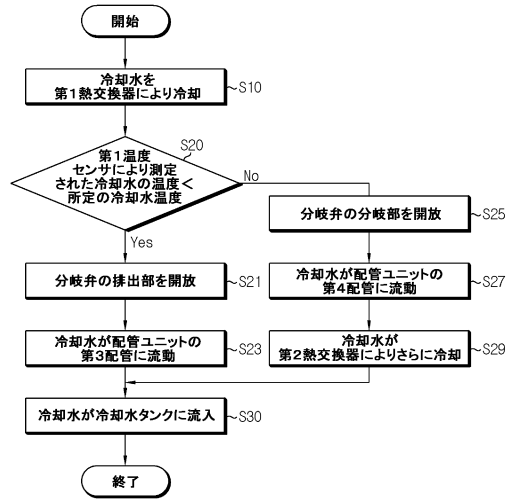 開始
冷却水を
第1熱交換器により冷却
S10
第1温度
センサにより測定
された冷却水の温度<
所定の冷却水温度
S20
No
Yes
分岐弁の分岐部を開放
S25
分岐弁の排出部を開放
S21
冷却水が配管ユニットの
第4配管に流動
S27
冷却水が配管ユニットの
第3配管に流動
S23
冷却水が
第2熱交換器によりさらに冷却
S29
冷却水が冷却水タンクに流入
S30
終了